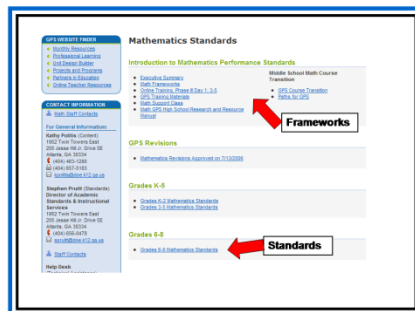 GPS WEBSITE FINDER
Monthly Resources
Professional Learning
Unit Design Builder
Projects and Programs
Partners in Education
Online Teacher Resources
CONTACT INFORMATION
Math Staff Contacts
For General Information:
Kathy Politis (Content)
1952 Twin Towers East
205 Jesse Hill Jr. Drive SE
Atlanta, GA 30334
Stephen Pruitt (Standards)
Director of Academic
Standards & Instructional
Services
1952 Twin Towers East
205 Jesse Hill Jr. Drive SE
Atlanta, GA 30334
Staff Contacts
Help Desk
Mathematics Standards
Introduction to Mathematics Performance Standards
Executive Summary
Math Frameworks
Online Training, Phase II Day 1, 3-5
GPS Training Materials
Math Support Class
Math GPS High School Research and Resource
Manual
Middle School Math Course
Transition
GPS Course Transition
Paths for GPS
Frameworks
GPS Revisions
Mathematics Revisions Approved on 7/13/2006
Grades K-5
Grades K-2 Mathematics Standards
Grades 3-5 Mathematics Standards
Grades 6-8
Grades 6-8 Mathematics Standards
Standards